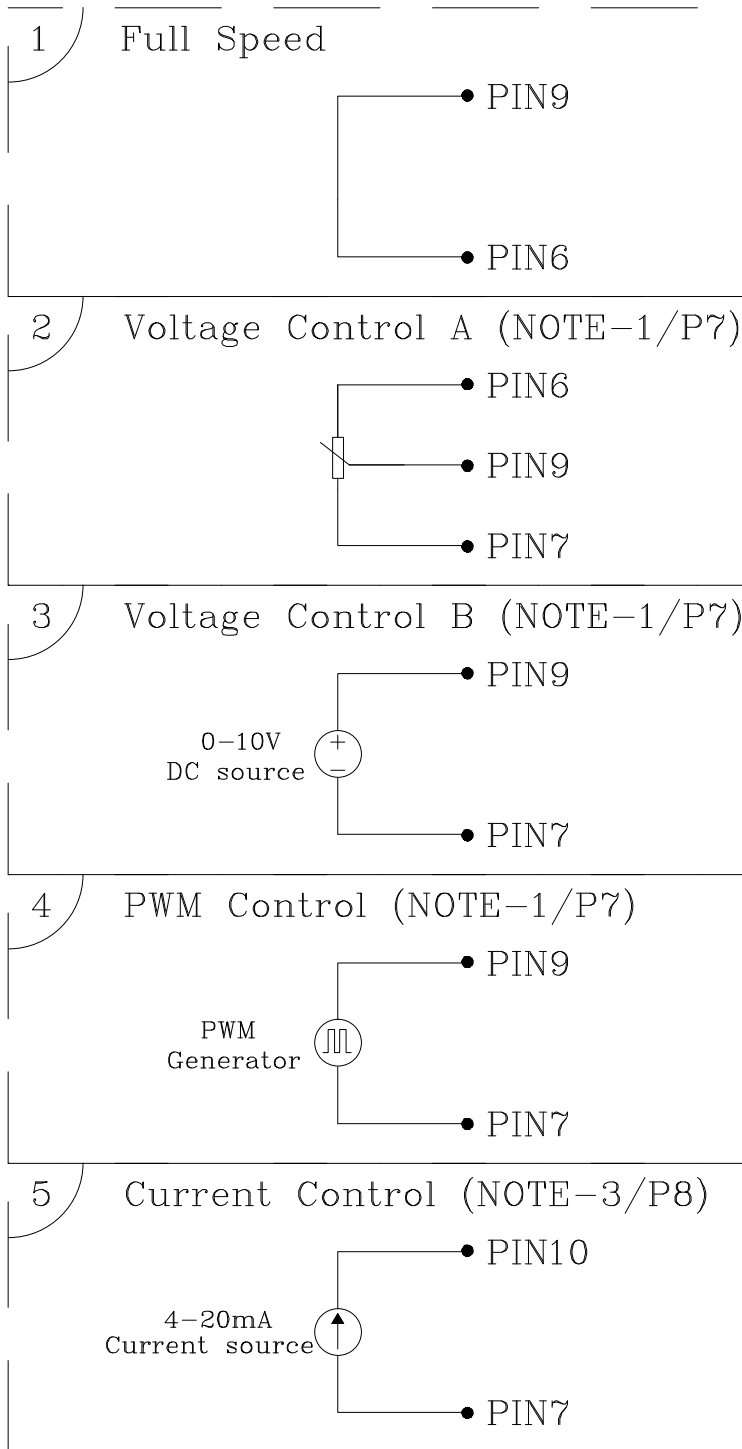 1 Full Speed
PIN9
PIN6
2 Voltage Control A (NOTE-1/P7)
PIN6
PIN9
PIN7
3 Voltage Control B (NOTE-1/P7)
PIN9
0-10V
+
DC source
-
PIN7
4 PWM Control (NOTE-1/P7)
PIN9
PWM
Generator
PIN7
5 Current Control (NOTE-3/P8)
PIN10
4-20mA
Current source
PIN7